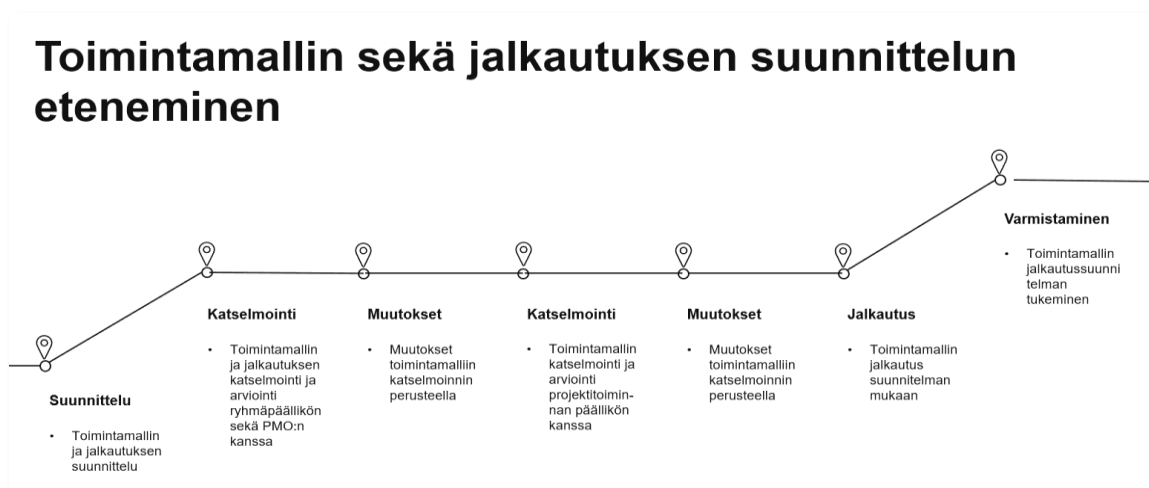 Toimintamallin sekä jalkautuksen suunnittelun
eteneminen
Suunnittelu
• Toimintamallin
ja jalkautuksen
suunnittelu
Katselmointi
• Toimintamallin
ja jalkautuksen
katselmointi ja
arviointi
ryhmäpäällikön
sekä PMO:n
kanssa
Muutokset
• Muutokset
toimintamalliin
katselmoinnin
perusteella
Katselmointi
• Toimintamallin
katselmointi ja
arviointi
projektitoimin-
nan päällikön
kanssa
Muutokset
• Muutokset
toimintamalliin
katselmoinnin
perusteella
Jalkautus
• Toimintamallin
jalkautus
suunnitelman
mukaan
Varmistaminen
• Toimintamallin
jalkautussuunni
telman
tukeminen